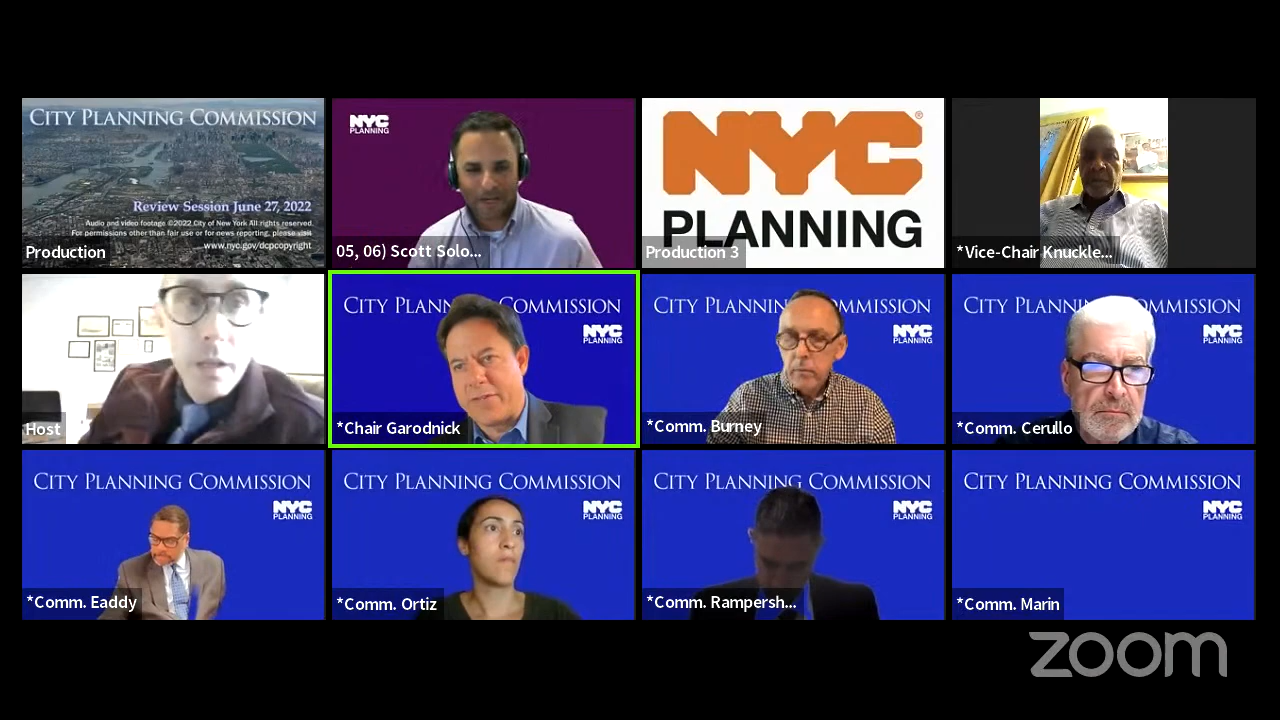 CITY PLANNING COMMISSION
Review Session June 27, 2022
Audio and video footage ©2022 City of New York All rights reserved
For permissions other than fair use or for news reporting, please visit
www.nyc.gov/dcpcopyright
Production
NYC
PLANNING
05, 06) Scott Solo...
NYC®
PLANNING
Production 3
*Vice-Chair Knuckle...
Host
CITY PLANNING COMMISSION
NYC
PLANNING
*Chair Garodnick
CITY PLANNING COMMISSION
NYC
PLANNING
*Comm. Burney
CITY PLANNING COMMISSION
NYC
PLANNING
*Comm. Cerullo
CITY PLANNING COMMISSION
NYC
PLANNING
*Comm. Eaddy
CITY PLANNING COMMISSION
NYC
PLANNING
*Comm. Ortiz
CITY PLANNING COMMISSION
NYC
PLANNING
*Comm. Rampersh...
CITY PLANNING COMMISSION
NYC
PLANNING
*Comm. Marin
zoom